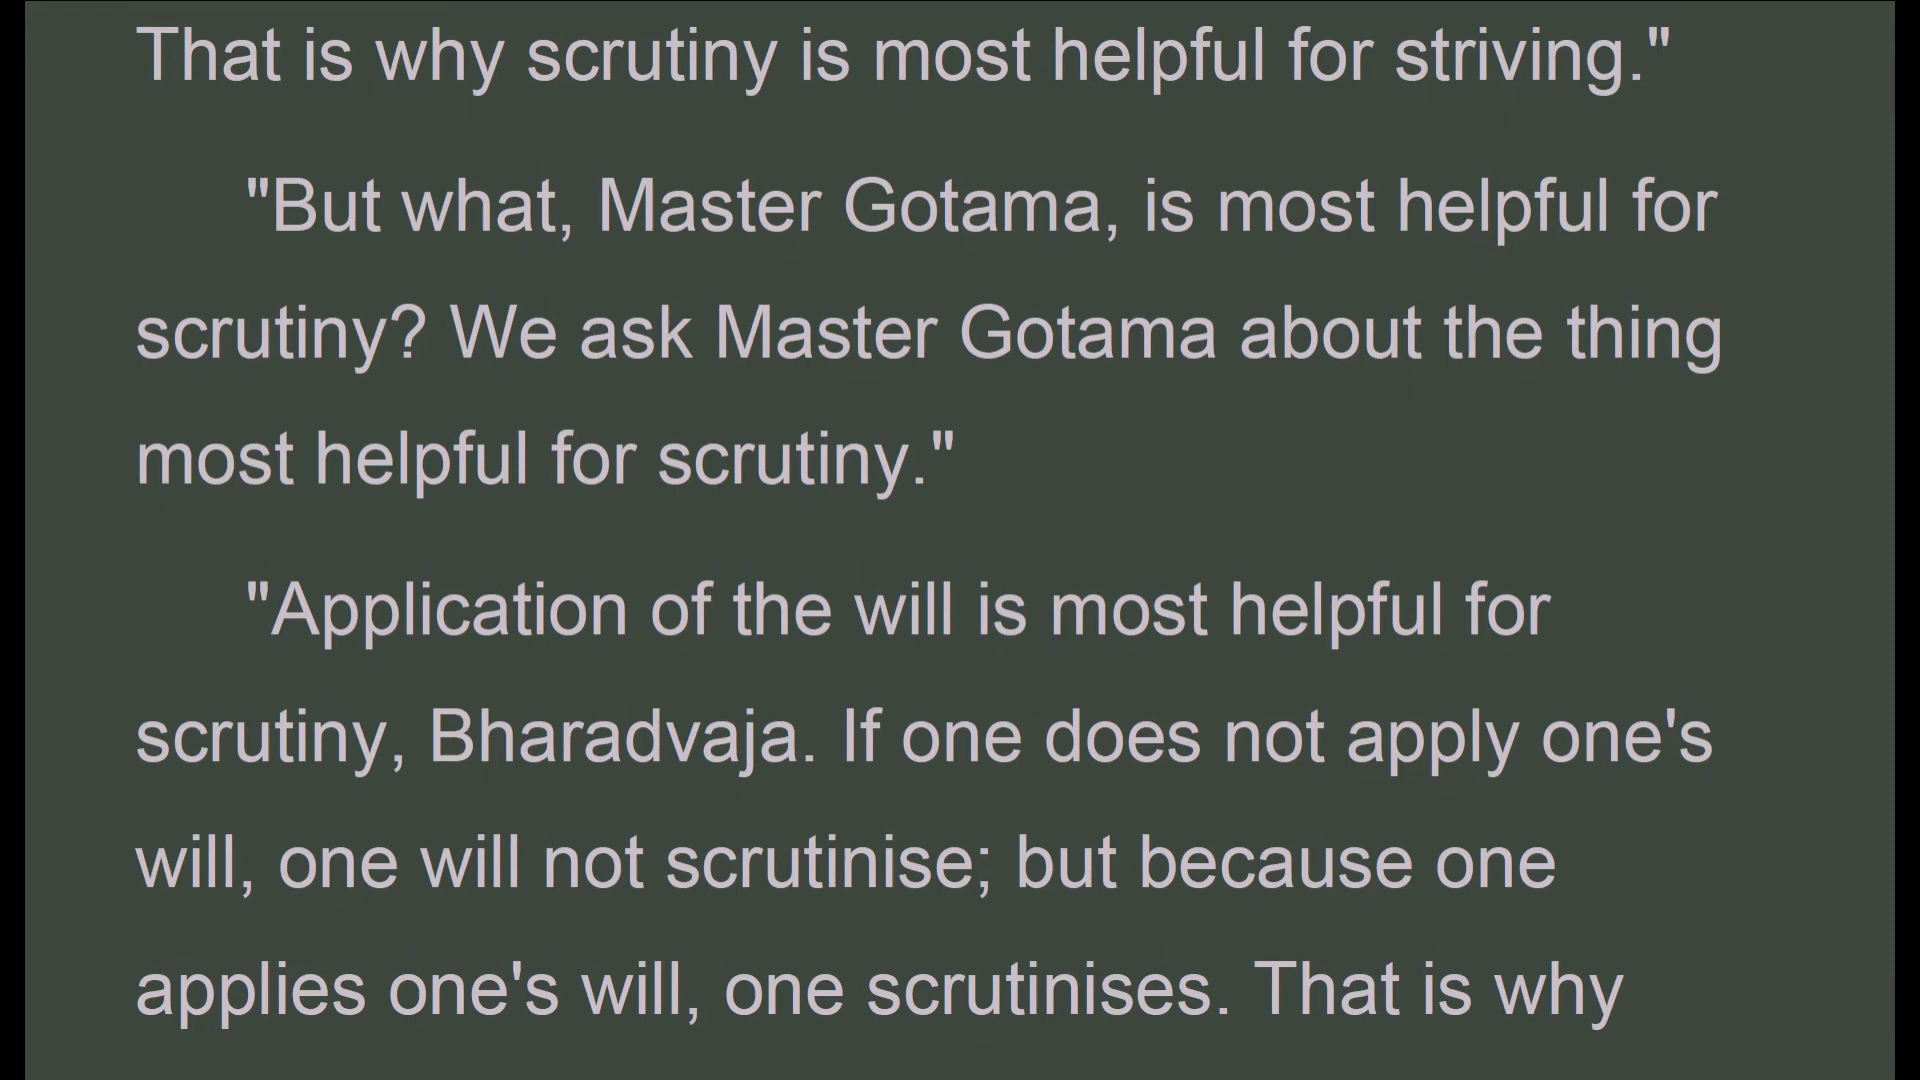 That is why scrutiny is most helpful for striving."
"But what, Master Gotama, is most helpful for
scrutiny? We ask Master Gotama about the thing
most helpful for scrutiny."
"Application of the will is most helpful for
scrutiny, Bharadvaja. If one does not apply one's
will, one will not scrutinise; but because one
applies one's will, one scrutinises. That is why